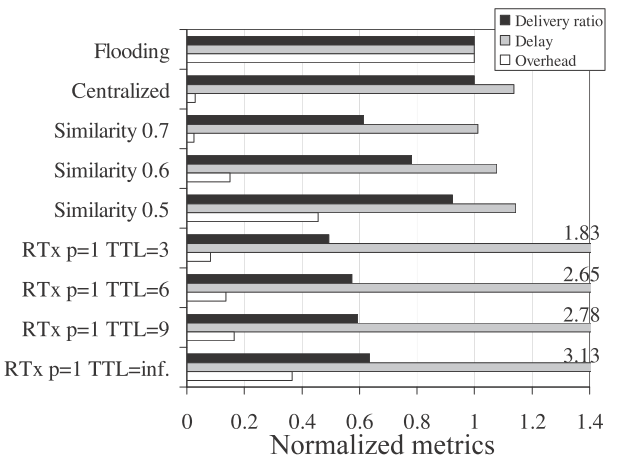 Delivery ratio
Delay
Overhead
Flooding
Centralized
Similarity 0.7
Similarity 0.6
Similarity 0.5
RTx p=1 TTL=3
1.83
RTx p=1 TTL=6
2.65
RTx p=1 TTL=9
2.78
RTx p=1 TTL=inf.
3.13
0 0.2 0.4 0.6 0.8 1 1.2 1.4
Normalized metrics